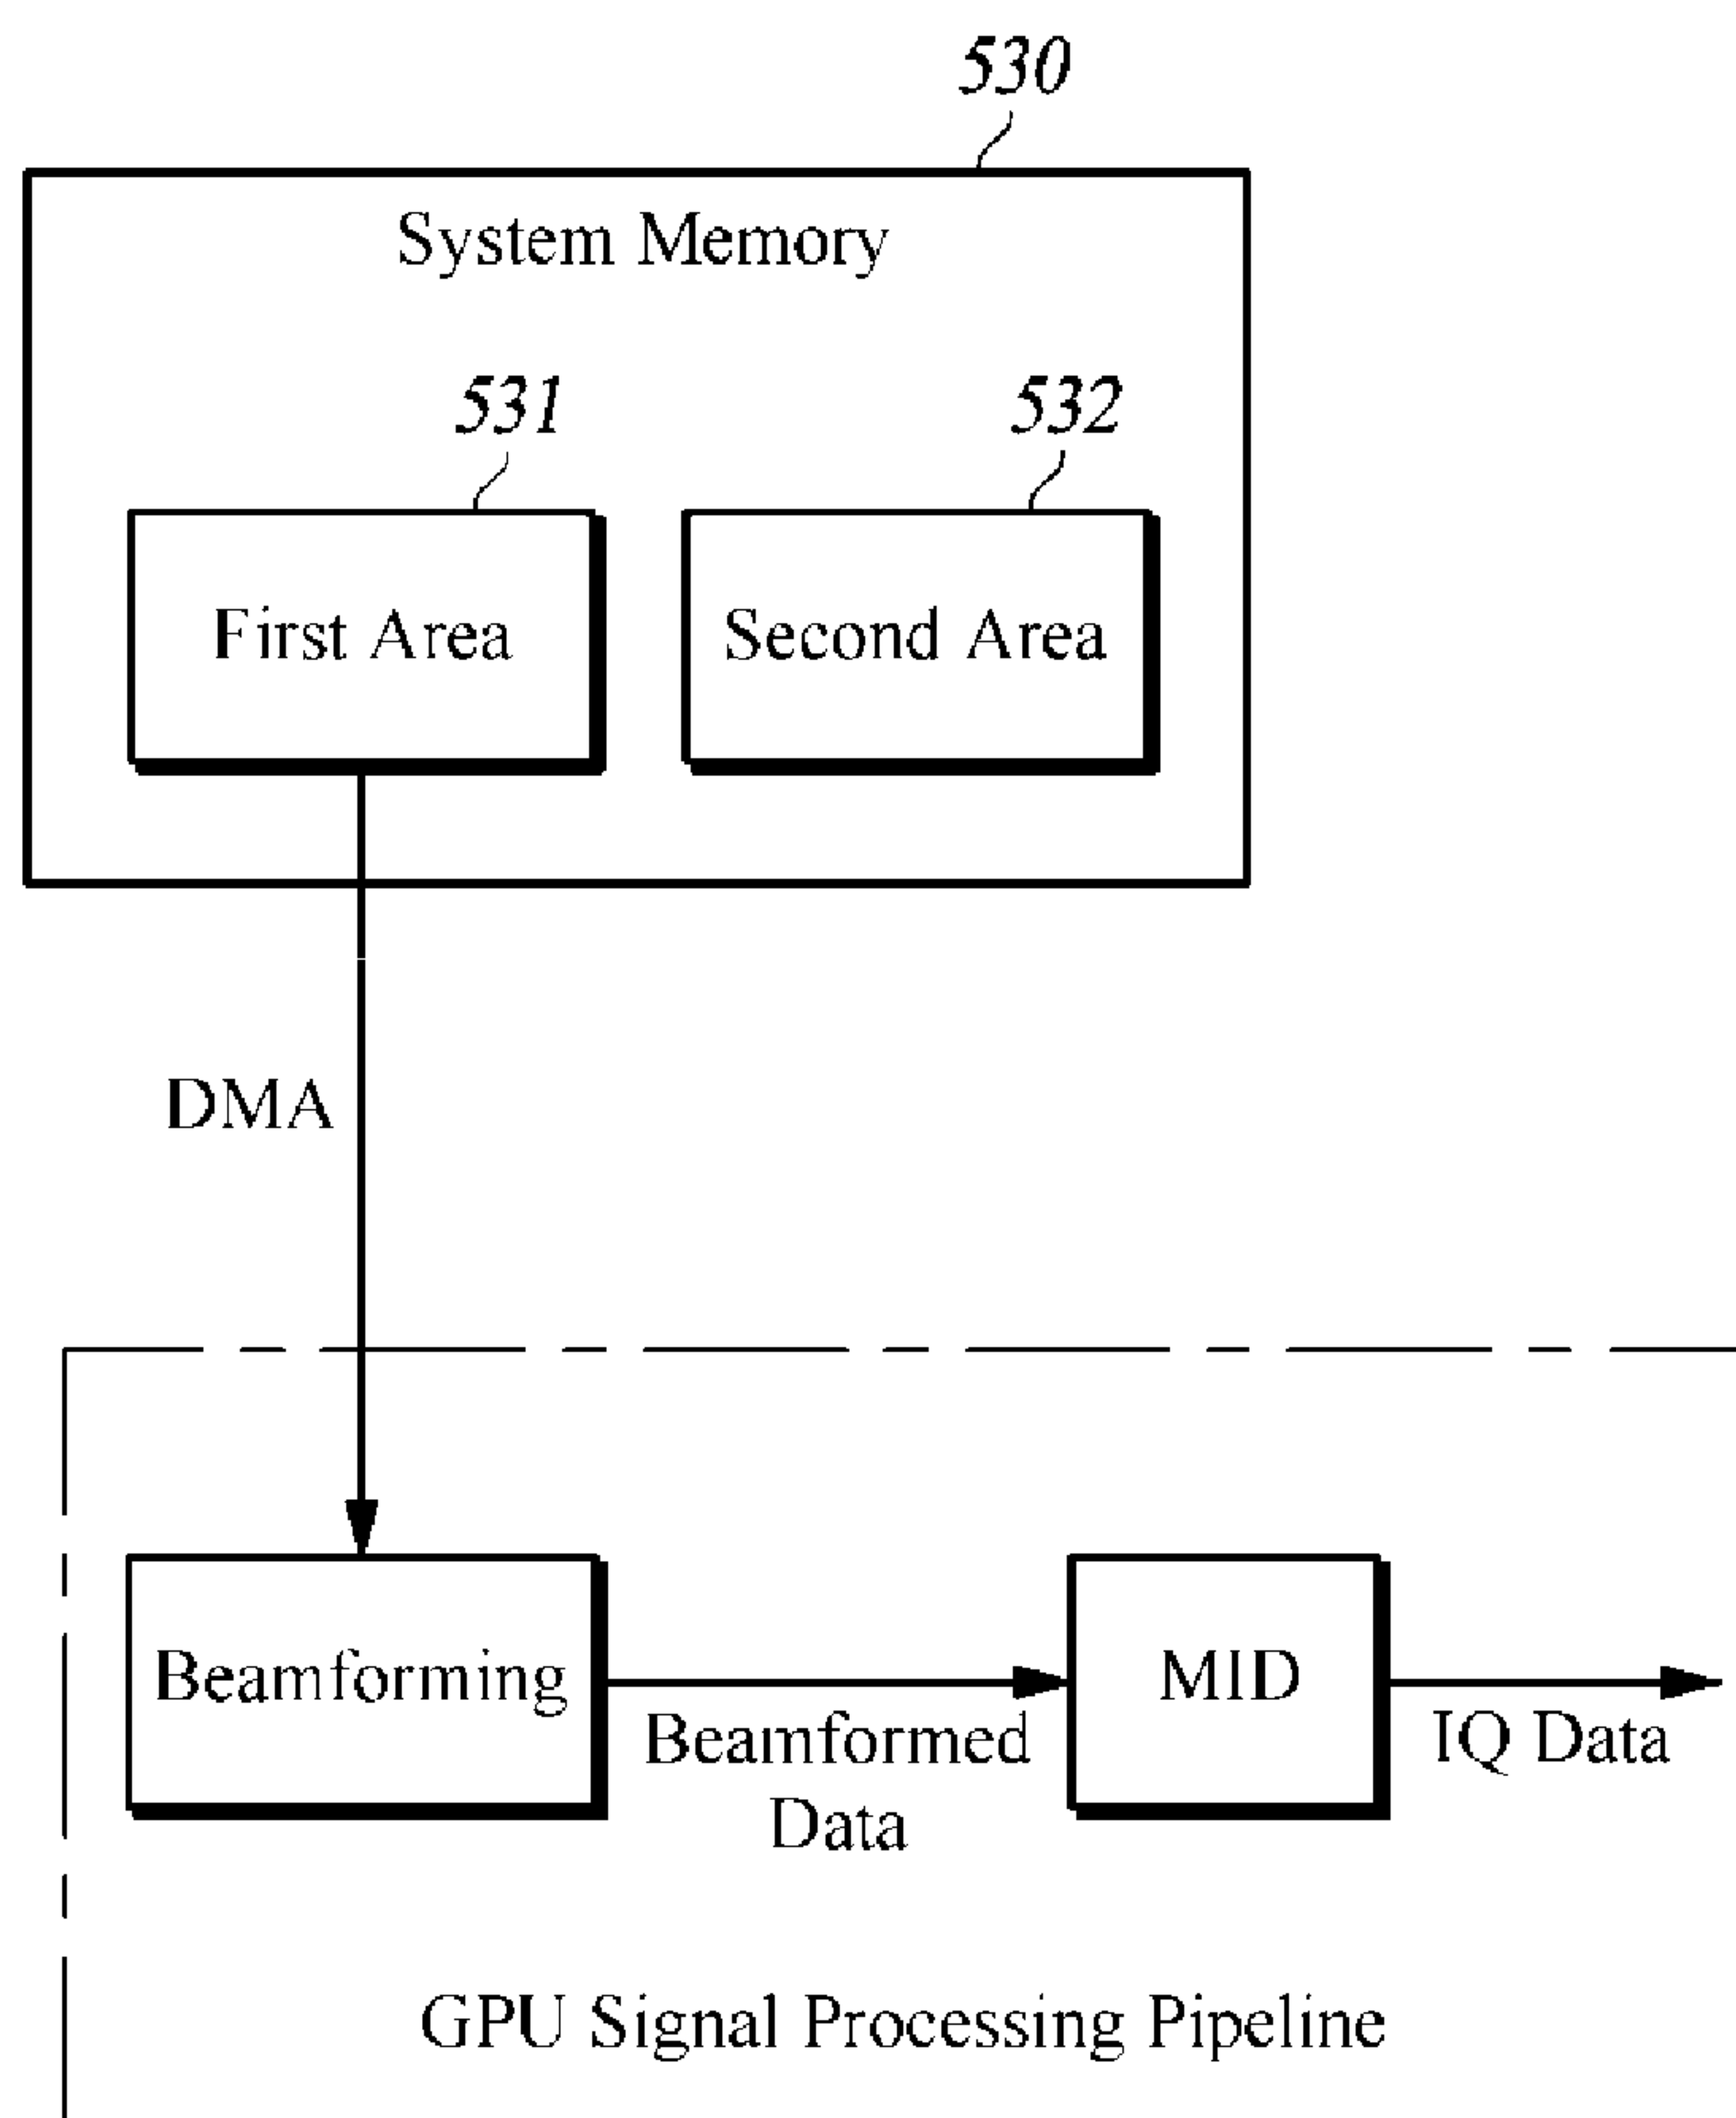 530
System Memory
531
532
First Area
Second Area
DMA
Beamforming
Beamformed
Data
MID
IQ Data
GPU Signal Processing Pipeline